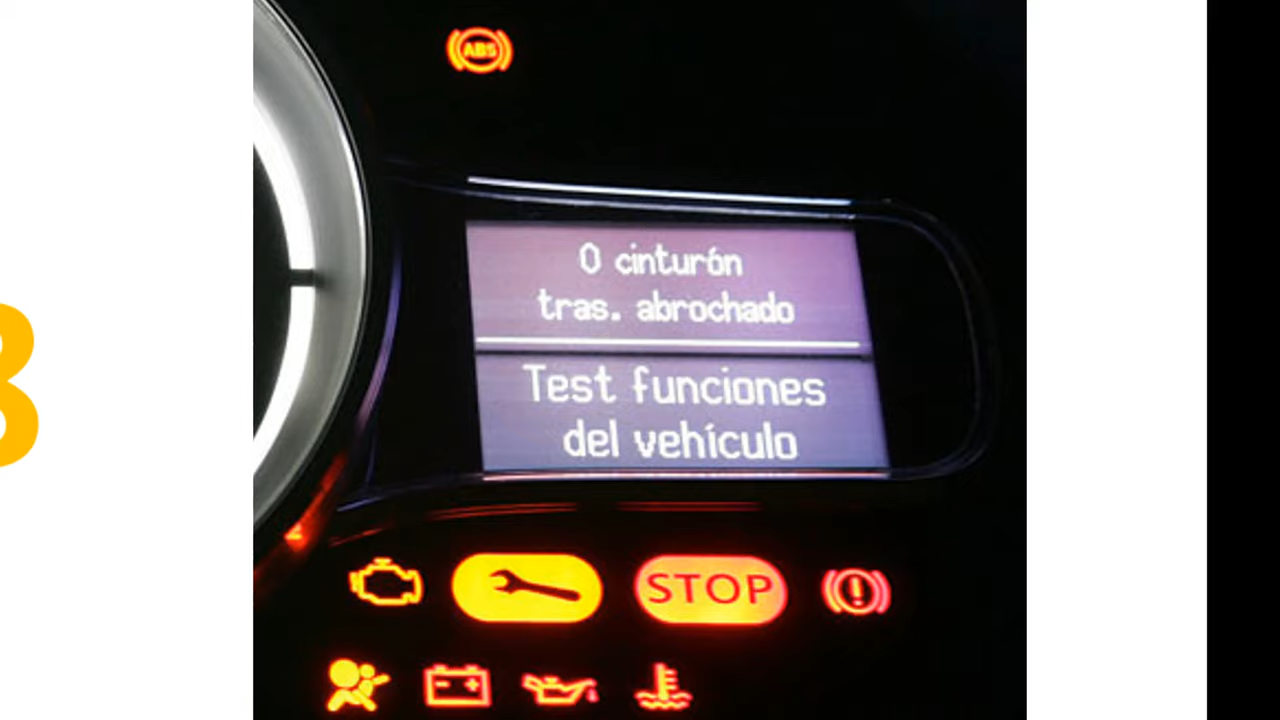 ABS
0 cinturón
tras. abrochado
Test funciones
del vehículo
STOP